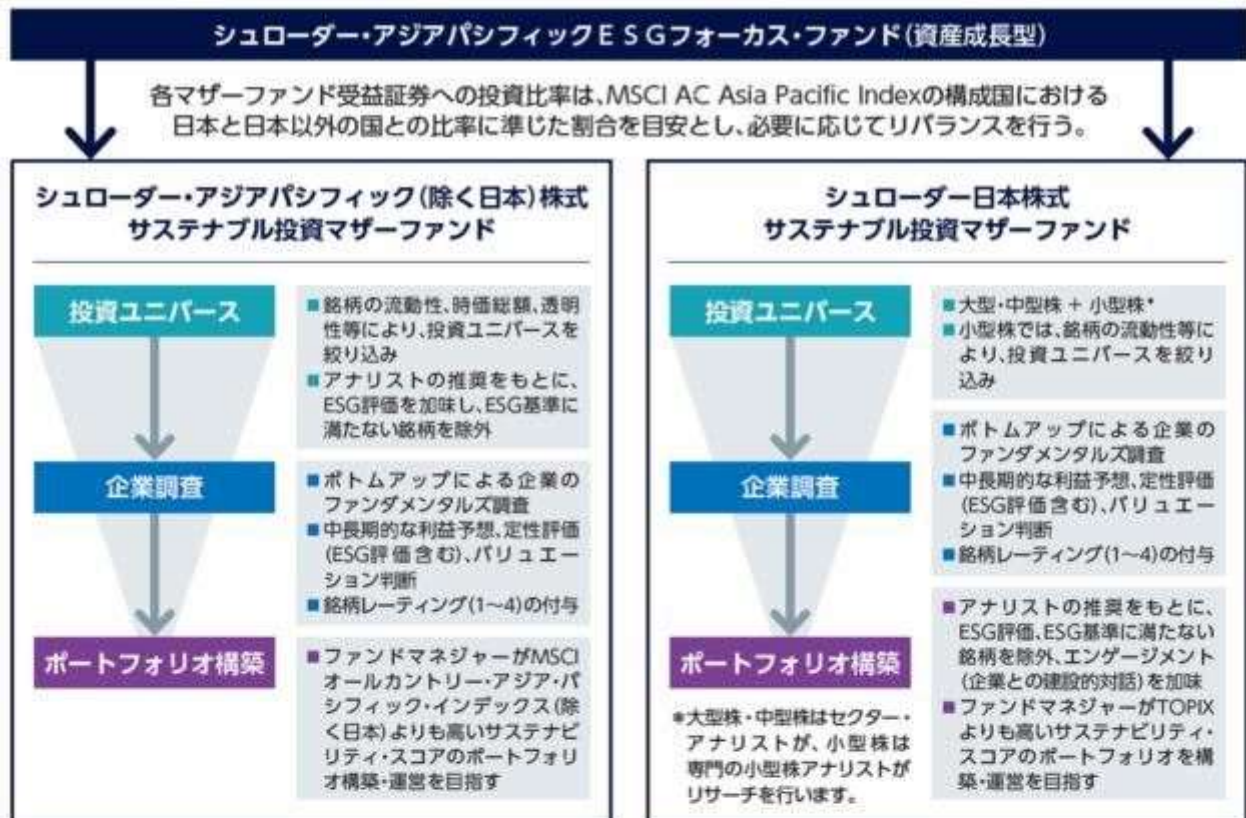 シュローダー・アジアパシフィックＥＳＧフォーカス・ファンド(資産成長型)
各マザーファンド受益証券への投資比率は、MSCI AC Asia Pacific Indexの構成国における
日本と日本以外の国との比率に準じた割合を目安とし、必要に応じてリバランスを行う。
シュローダー・アジアパシフィック(除く日本)株式
サステナブル投資マザーファンド
投資ユニバース
■銘柄の流動性、時価総額、透明
性等により、投資ユニバースを
絞り込み
■アナリストの推奨をもとに、
ESG評価を加味し、ESG基準に
満たない銘柄を除外
企業調査
■ボトムアップによる企業の
ファンダメンタルズ調査
■中長期的な利益予想、定性評価
(ESG評価含む)、バリュエー
ション判断
■銘柄レーティング(1～4)の付与
ポートフォリオ構築
■ファンドマネジャーがMSCI
オールカントリー・アジア・パ
シフィック・インデックス(除
く日本)よりも高いサステナビ
リティ・スコアのポートフォリ
オ構築・運営を目指す
シュローダー日本株式
サステナブル投資マザーファンド
投資ユニバース
■大型・中型株 + 小型株*
■小型株では、銘柄の流動性等に
より、投資ユニバースを絞り
込み
企業調査
■ボトムアップによる企業の
ファンダメンタルズ調査
■中長期的な利益予想、定性評価
(ESG評価含む)、バリュエー
ション判断
■銘柄レーティング(1～4)の付与
ポートフォリオ構築
■アナリストの推奨をもとに、
ESG評価、ESG基準に満たない
銘柄を除外、エンゲージメント
(企業との建設的対話)を加味
■ファンドマネジャーがTOPIX
よりも高いサステナビリティ・
スコアのポートフォリオを構
築・運営を目指す
*大型株・中型株はセクター・
アナリストが、小型株は
専門の小型株アナリストが
リサーチを行います。